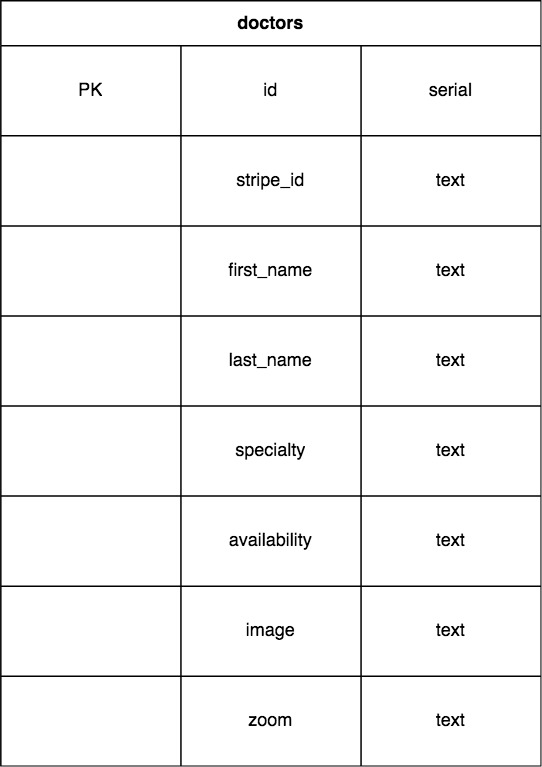 doctors
PK id serial
stripe_id text
first_name text
last_name text
specialty text
availability text
image text
zoom text